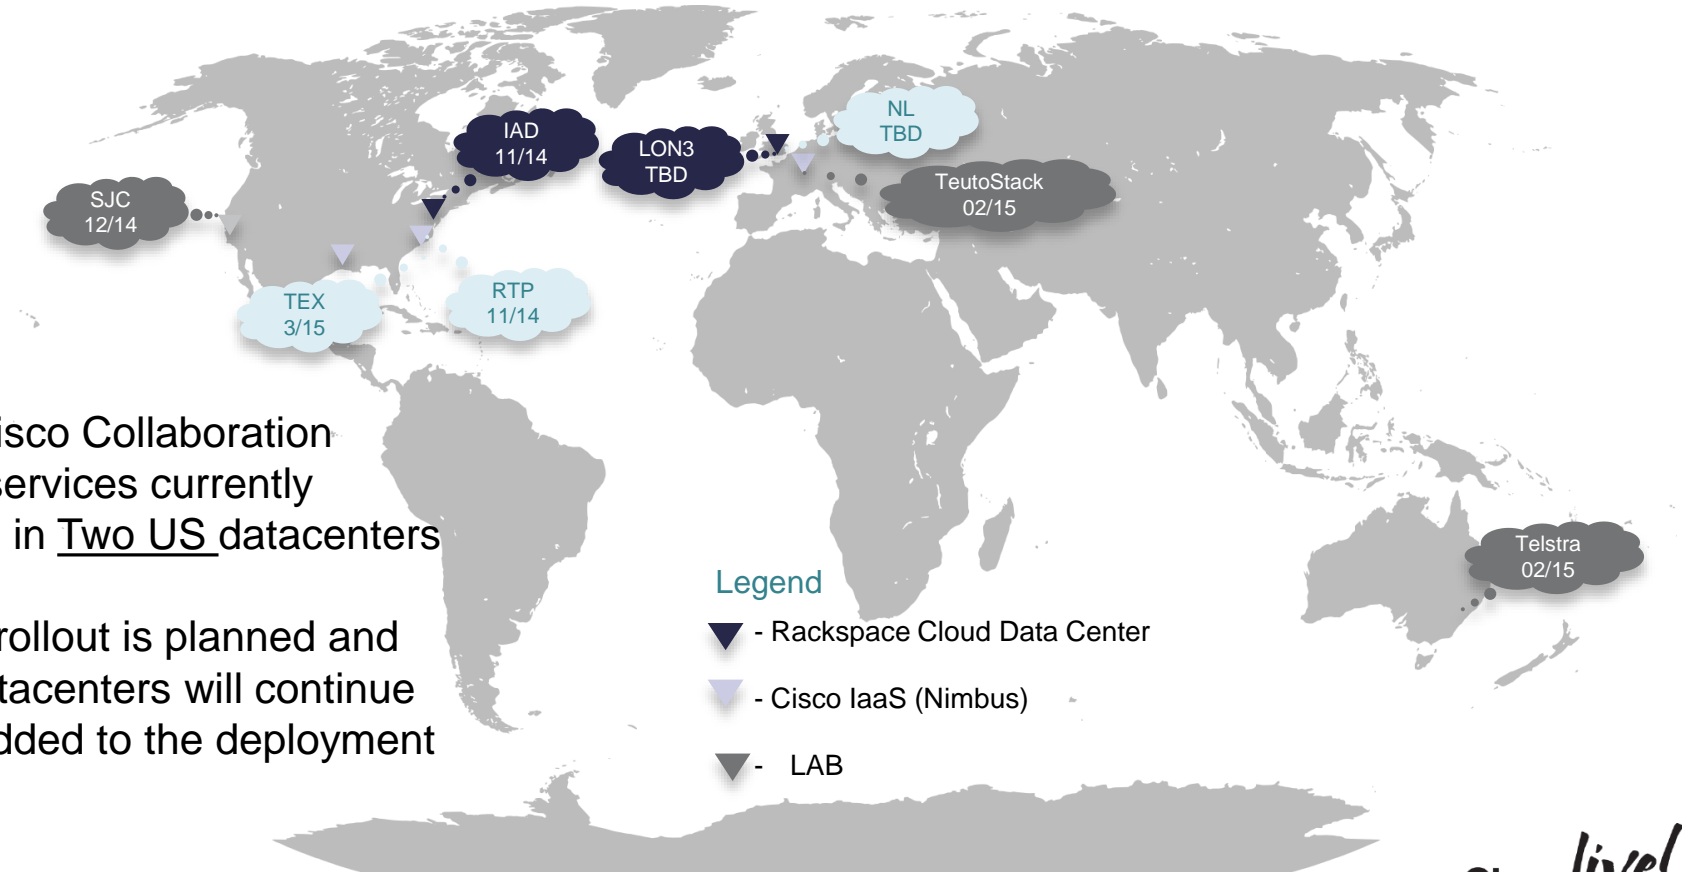 NL
TBD
IAD
11/14
LON3
TBD
TeutoStack
02/15
SJC
12/14
TEX
3/15
RTP
11/14
isco Collaboration
services currently
in Two US datacenters
rollout is planned and
tacenters will continue
dded to the deployment
Telstra
02/15
Legend
- Rackspace Cloud Data Center
- Cisco IaaS (Nimbus)
- LAB
live!